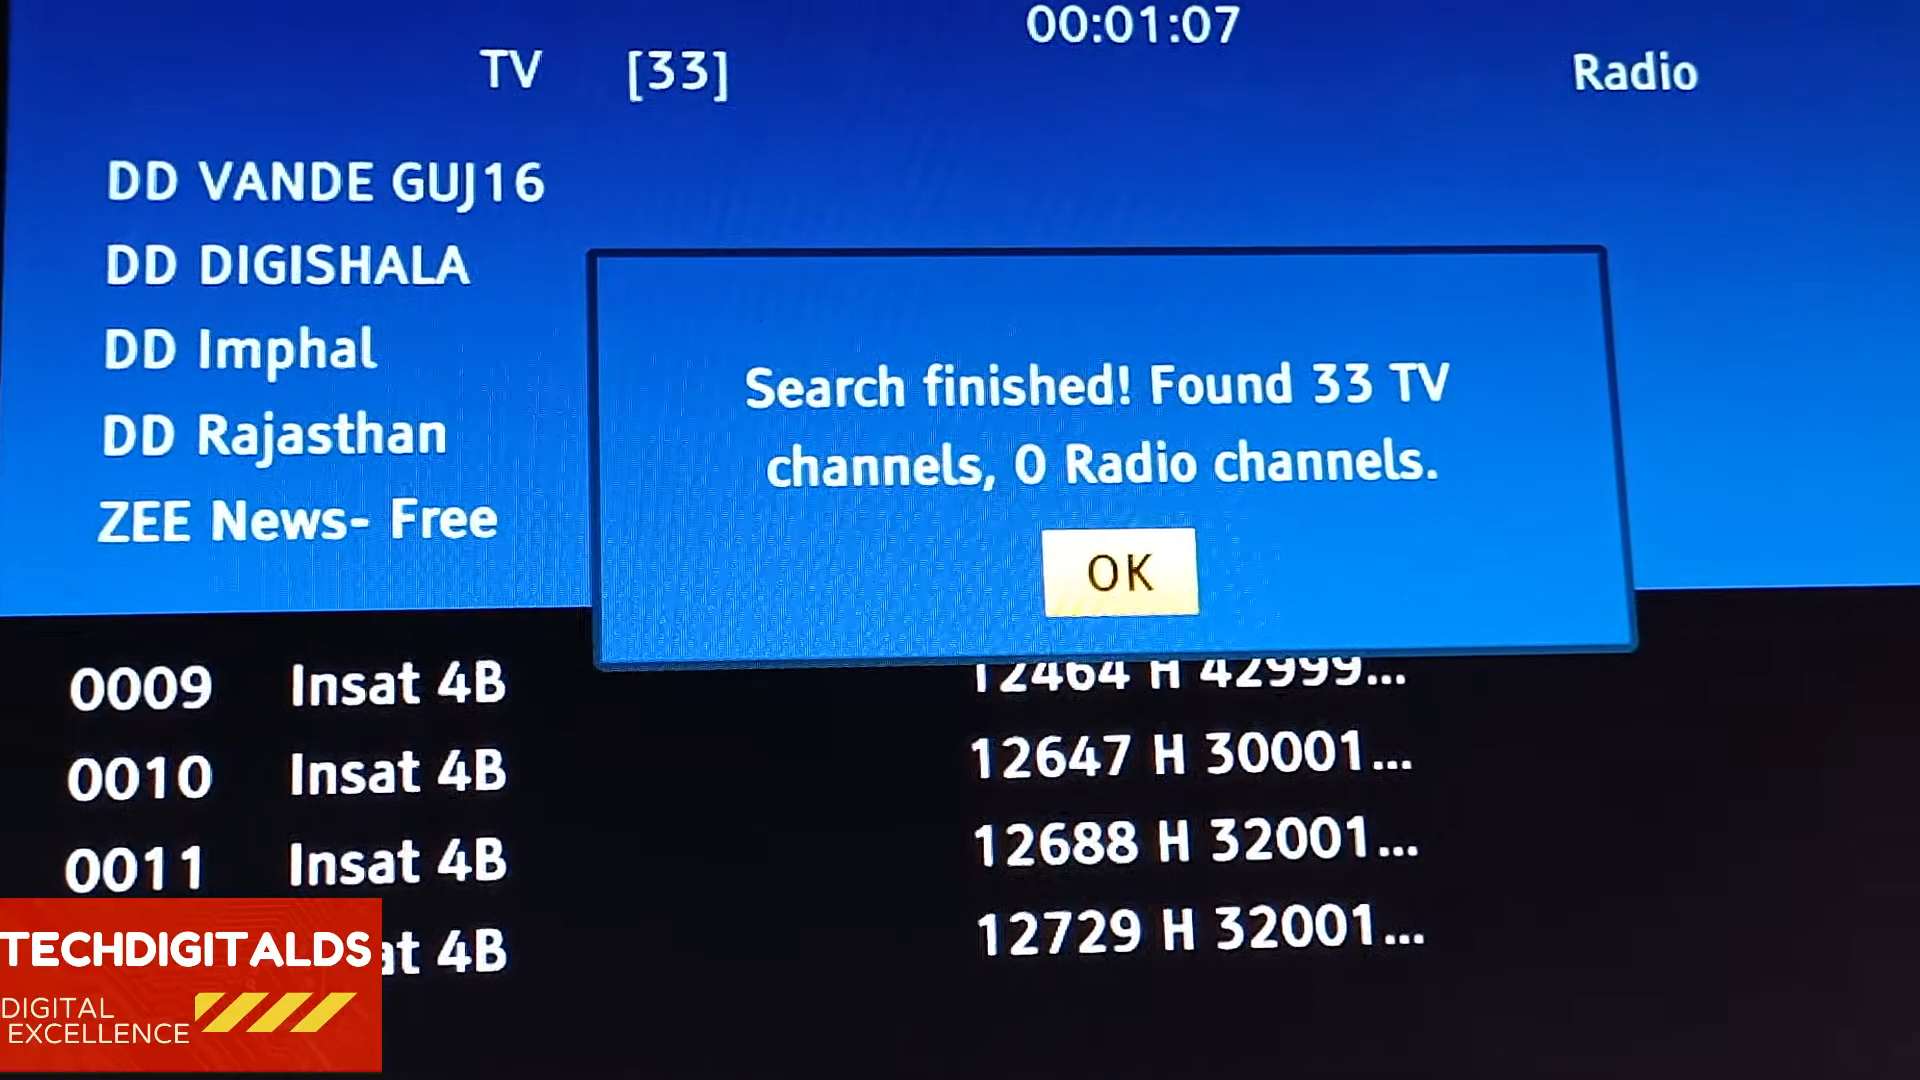 00:01:07
TV [33] Radio
DD VANDE GUJ16
DD DIGISHALA
DD Imphal
DD Rajasthan
ZEE News- Free
Search finished! Found 33 TV
channels, 0 Radio channels.
OK
0009 Insat 4B 12464 H 42999...
0010 Insat 4B 12647 H 30001...
0011 Insat 4B 12688 H 32001...
at 4B 12729 H 32001...
TECHDIGITALDS
DIGITAL
EXCELLENCE